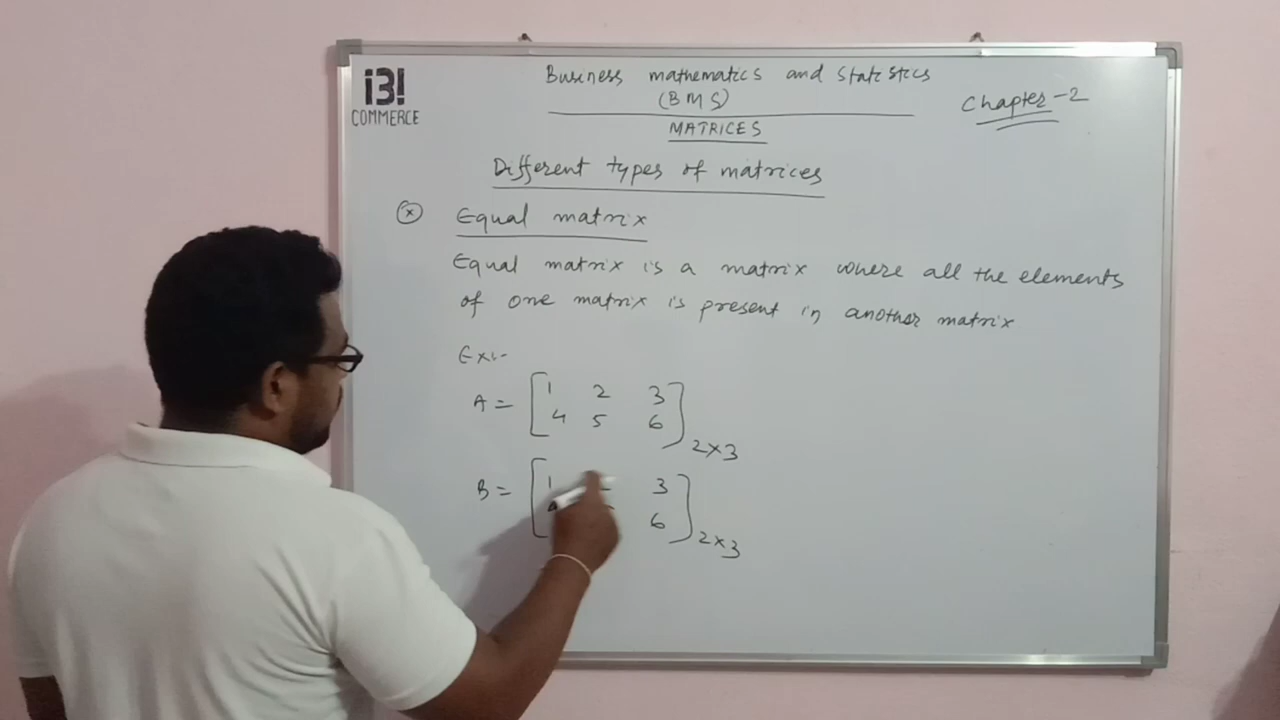 i3!
COMMERCE
Business mathematics and statistics
(BMS)
Chapter-2
MATRICES
Different types of matrices
Equal matrix
Equal matrix is a matrix where all the elements
of one matrix is present in another matrix
Ex:-
A = [ 1 2 3
4 5 6 ] 2×3
B = [ 1 3
6 ] 2×3